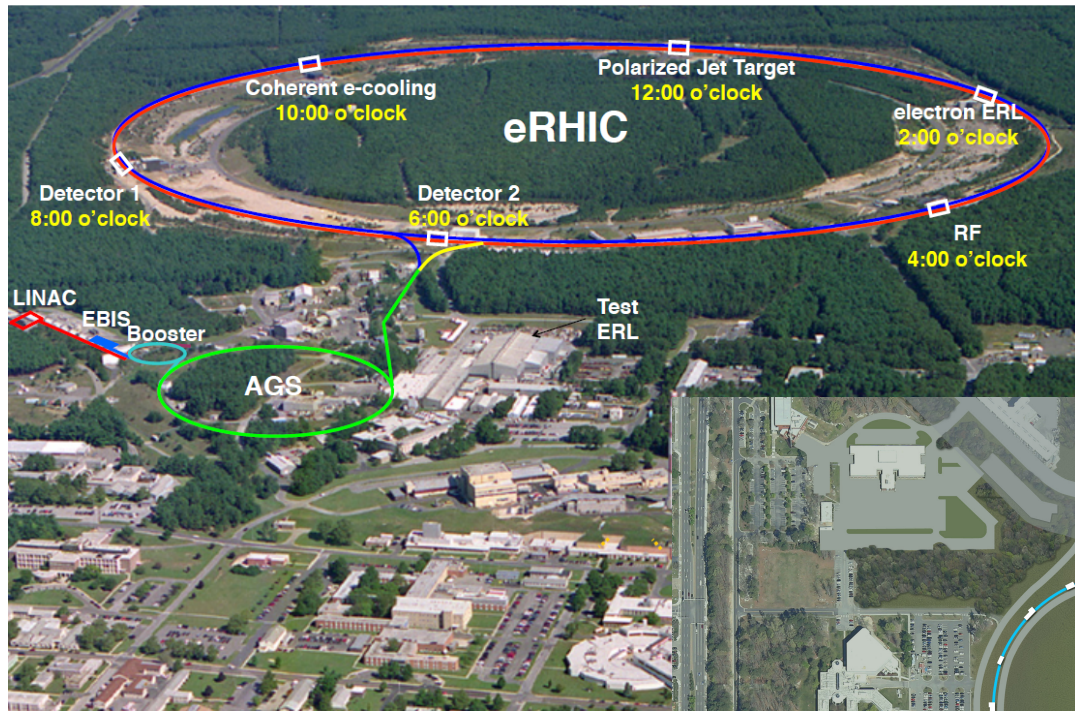 Polarized Jet Target
12:00 o'clock
Coherent e-cooling
10:00 o'clock
electron ERL
2:00 o'clock
eRHIC
Detector 1
8:00 o'clock
Detector 2
6:00 o'clock
RF
4:00 o'clock
LINAC
EBIS
Booster
Test
ERL
AGS